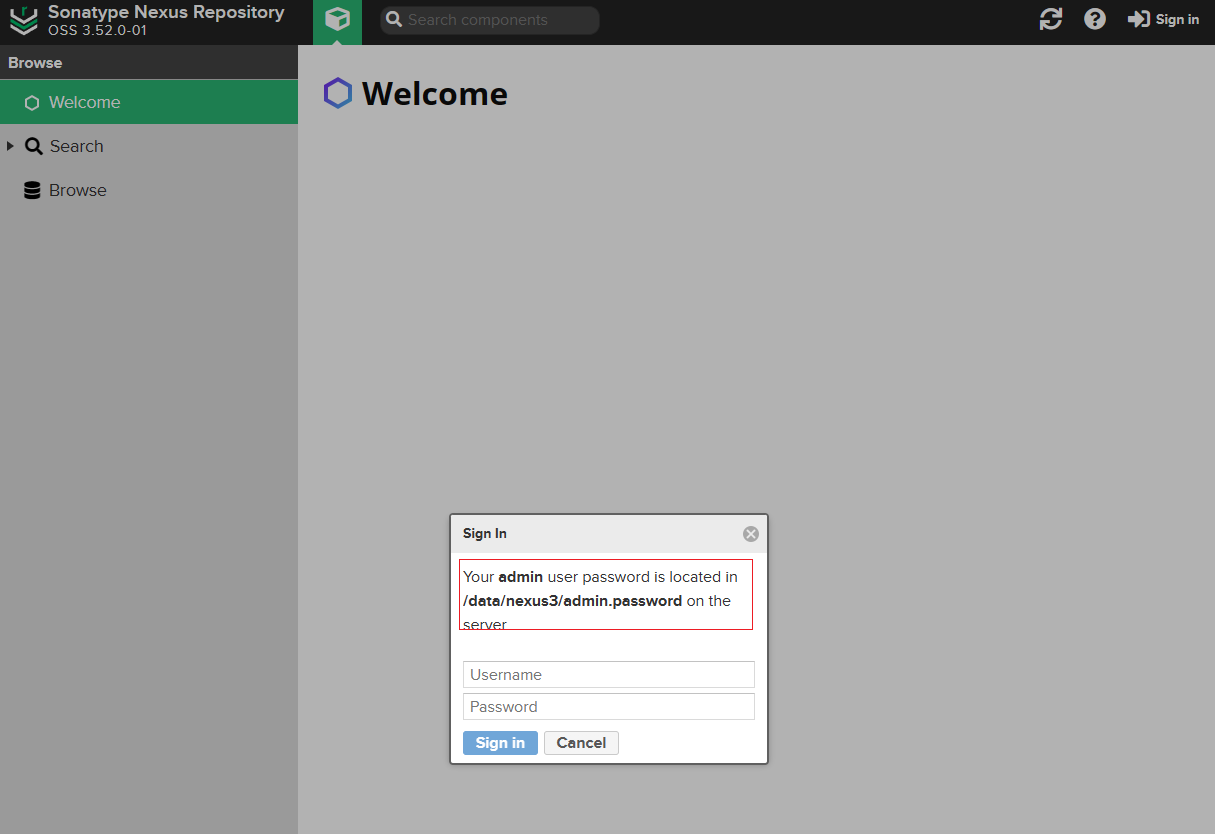 Sonatype Nexus Repository
OSS 3.52.0-01
Search components
Sign in
Browse
Welcome
Search
Browse
Welcome
Sign In
Your admin user password is located in
/data/nexus3/admin.password on the
server
Username
Password
Sign in
Cancel